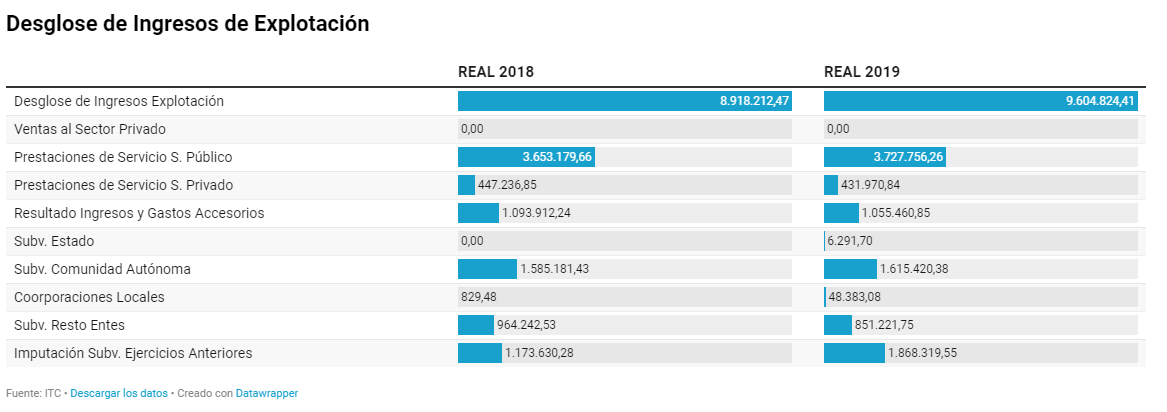 Desglose de Ingresos de Explotación
REAL 2018 REAL 2019
Desglose de Ingresos Explotación 8.918.212,47 9.604.824,41
Ventas al Sector Privado 0,00 0,00
Prestaciones de Servicio S. Público 3.653.179,66 3.727.756,26
Prestaciones de Servicio S. Privado 447.236,85 431.970,84
Resultado Ingresos y Gastos Accesorios 1.093.912,24 1.055.460,85
Subv. Estado 0,00 6.291,70
Subv. Comunidad Autónoma 1.585.181,43 1.615.420,38
Coorporaciones Locales 829,48 48.383,08
Subv. Resto Entes 964.242,53 851.221,75
Imputación Subv. Ejercicios Anteriores 1.173.630,28 1.868.319,55
Fuente: ITC • Descargar los datos • Creado con Datawrapper